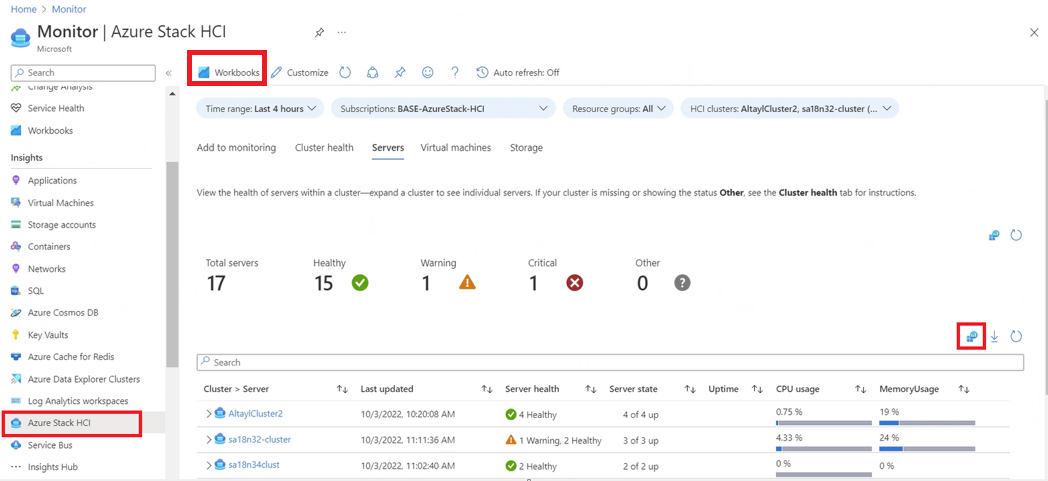 Home > Monitor
Monitor | Azure Stack HCI
Microsoft
Search
Change Analysis
Service Health
Workbooks
Insights
Applications
Virtual Machines
Storage accounts
Containers
Networks
SQL
Azure Cosmos DB
Key Vaults
Azure Cache for Redis
Azure Data Explorer Clusters
Log Analytics workspaces
Azure Stack HCI
Service Bus
Insights Hub
Workbooks Customize Auto refresh: Off
Time range: Last 4 hours Subscriptions: BASE-AzureStack-HCI Resource groups: All HCI clusters: AltaylCluster2, sa18n32-cluster (...
Add to monitoring Cluster health Servers Virtual machines Storage
View the health of servers within a cluster—expand a cluster to see individual servers. If your cluster is missing or showing the status Other, see the Cluster health tab for instructions.
Total servers Healthy Warning Critical Other
17 15 1 1 0
Search
Cluster > Server Last updated Server health Server state Uptime CPU usage MemoryUsage
AltaylCluster2 10/3/2022, 10:20:08 AM 4 Healthy 4 of 4 up 0.75 % 19 %
sa18n32-cluster 10/3/2022, 11:11:36 AM 1 Warning, 2 Healthy 3 of 3 up 4.33 % 24 %
sa18n34clust 10/3/2022, 11:02:40 AM 2 Healthy 2 of 2 up 0 % 0 %